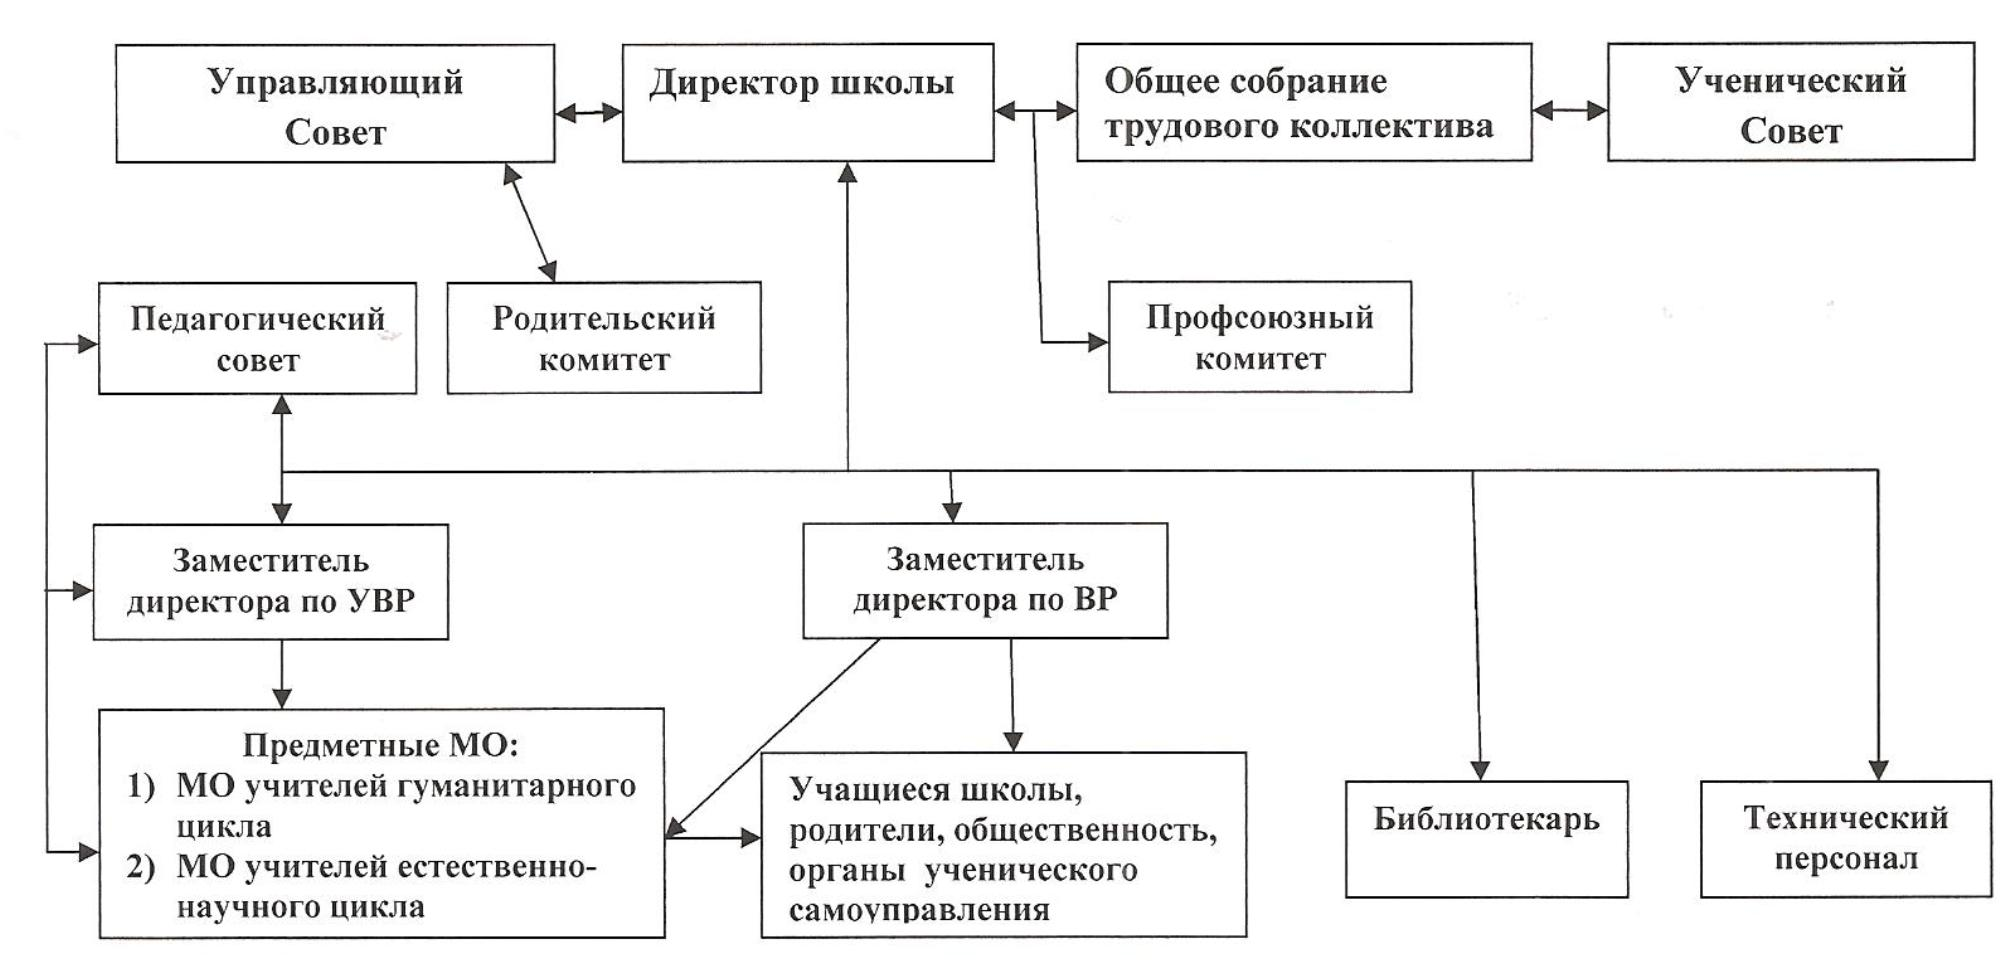 Управляющий
Совет
Директор школы
Общее собрание
трудового коллектива
Ученический
Совет
Педагогический
совет
Родительский
комитет
Профсоюзный
комитет
Заместитель
директора по УВР
Заместитель
директора по ВР
Предметные МО:
1) МО учителей гуманитарного
цикла
2) МО учителей естественно-
научного цикла
Учащиеся школы,
родители, общественность,
органы ученического
самоуправления
Библиотекарь
Технический
персонал